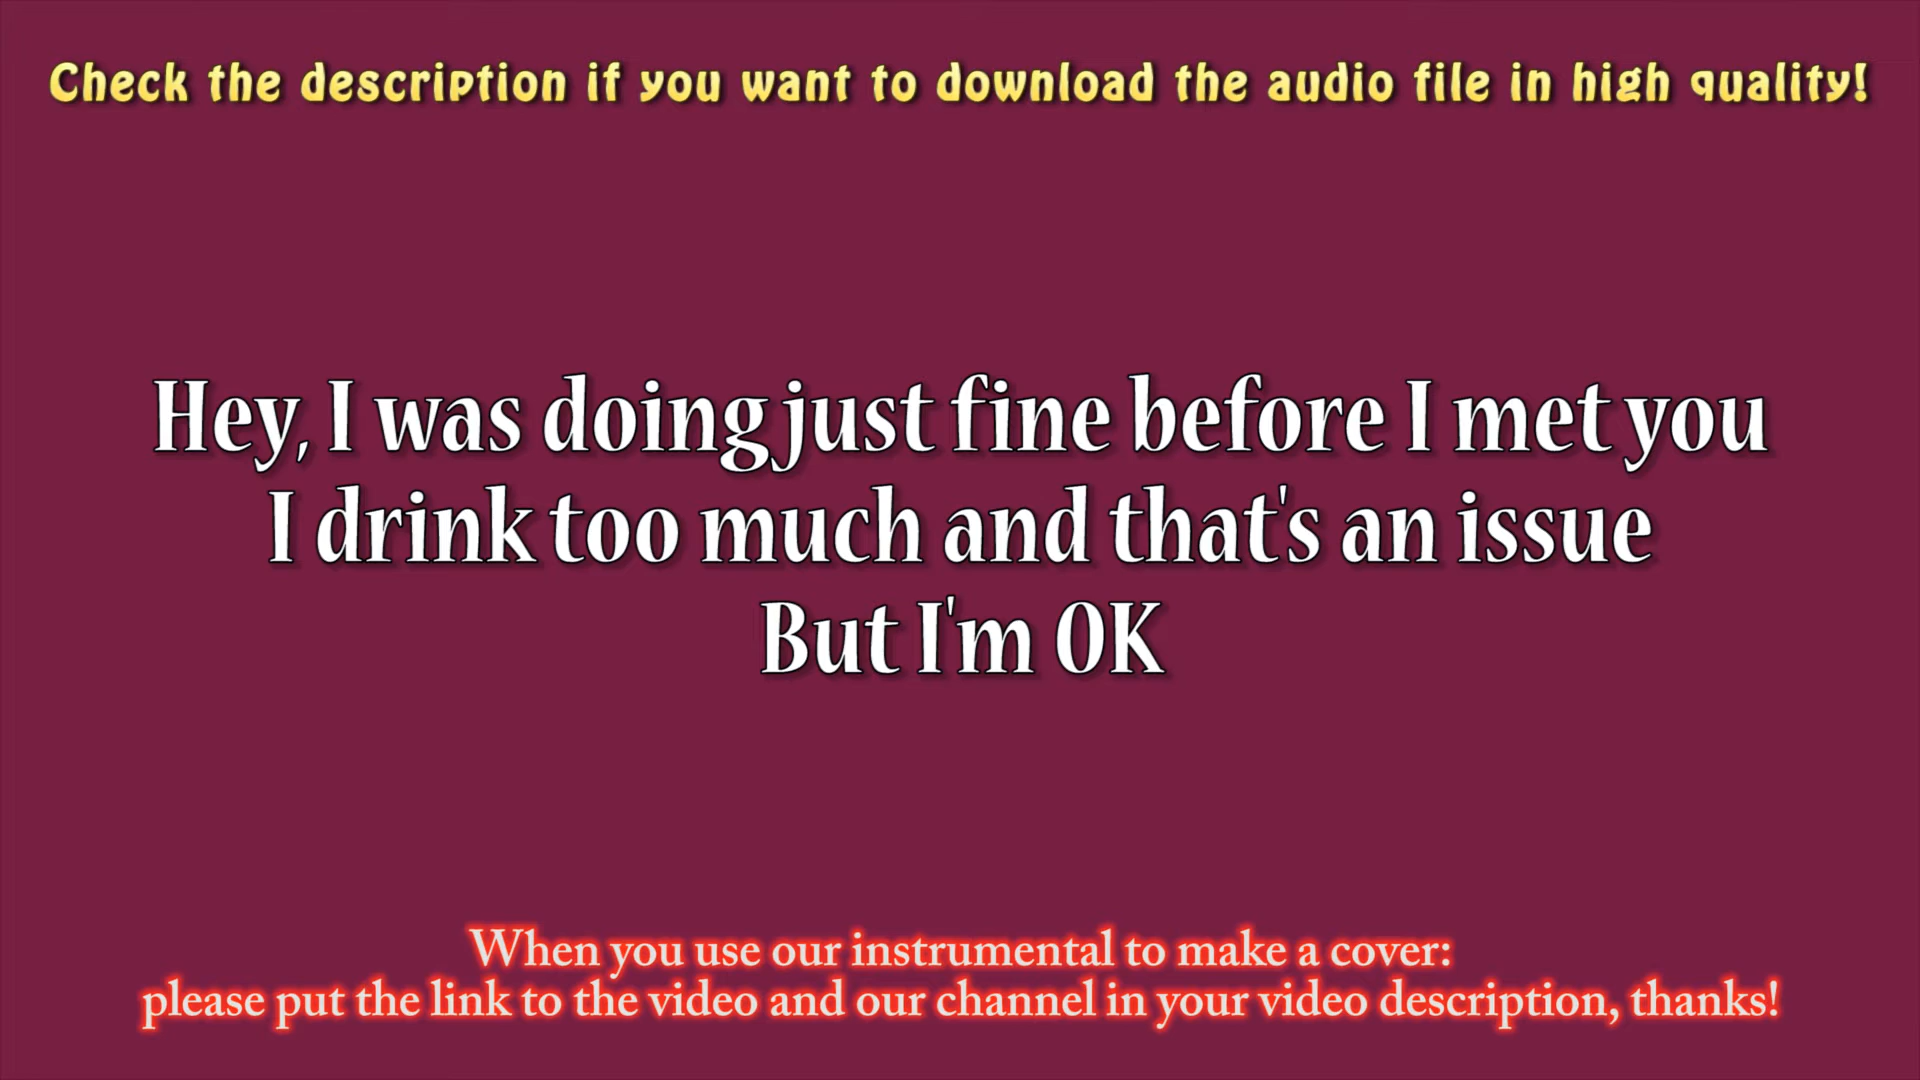 Check the description if you want to download the audio file in high quality!
Hey, I was doing just fine before I met you
I drink too much and that's an issue
But I'm OK
When you use our instrumental to make a cover:
please put the link to the video and our channel in your video description, thanks!